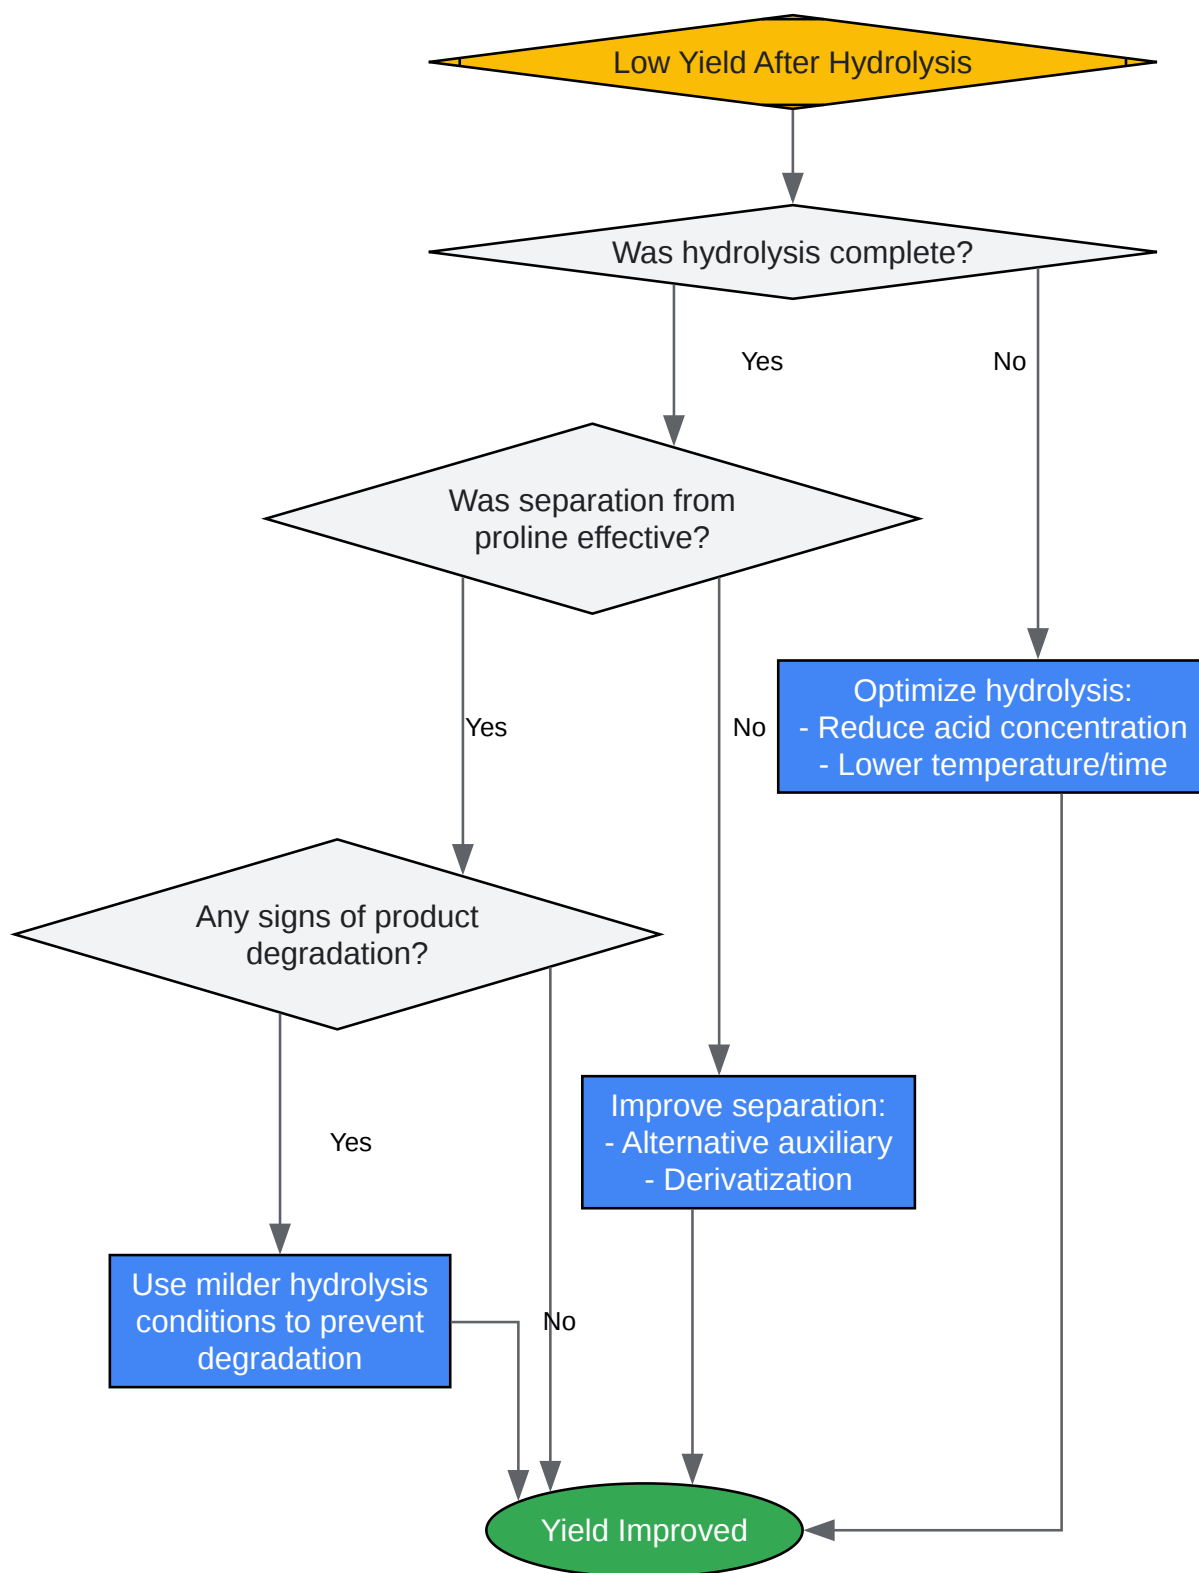 Low Yield After Hydrolysis
Was hydrolysis complete?
Yes
No
Was separation from
proline effective?
Optimize hydrolysis:
- Reduce acid concentration
- Lower temperature/time
Yes
No
Any signs of product
degradation?
Improve separation:
- Alternative auxiliary
- Derivatization
Yes
Use milder hydrolysis
conditions to prevent
degradation
No
Yield Improved